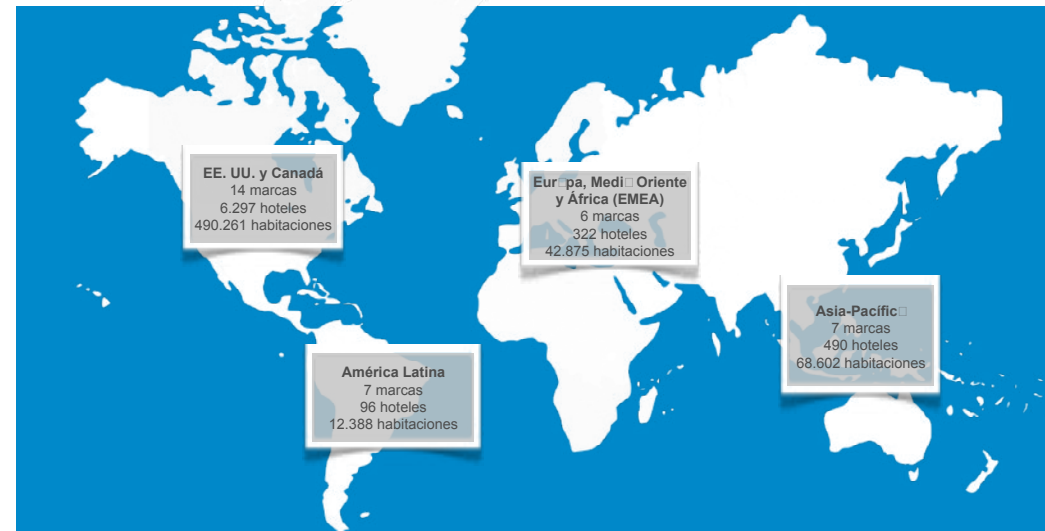 EE. UU. y Canadá
14 marcas
6.297 hoteles
490.261 habitaciones
Eur□pa, Medi□ Oriente
y África (EMEA)
6 marcas
322 hoteles
42.875 habitaciones
Asia-Pacífic□
7 marcas
490 hoteles
68.602 habitaciones
América Latina
7 marcas
96 hoteles
12.388 habitaciones